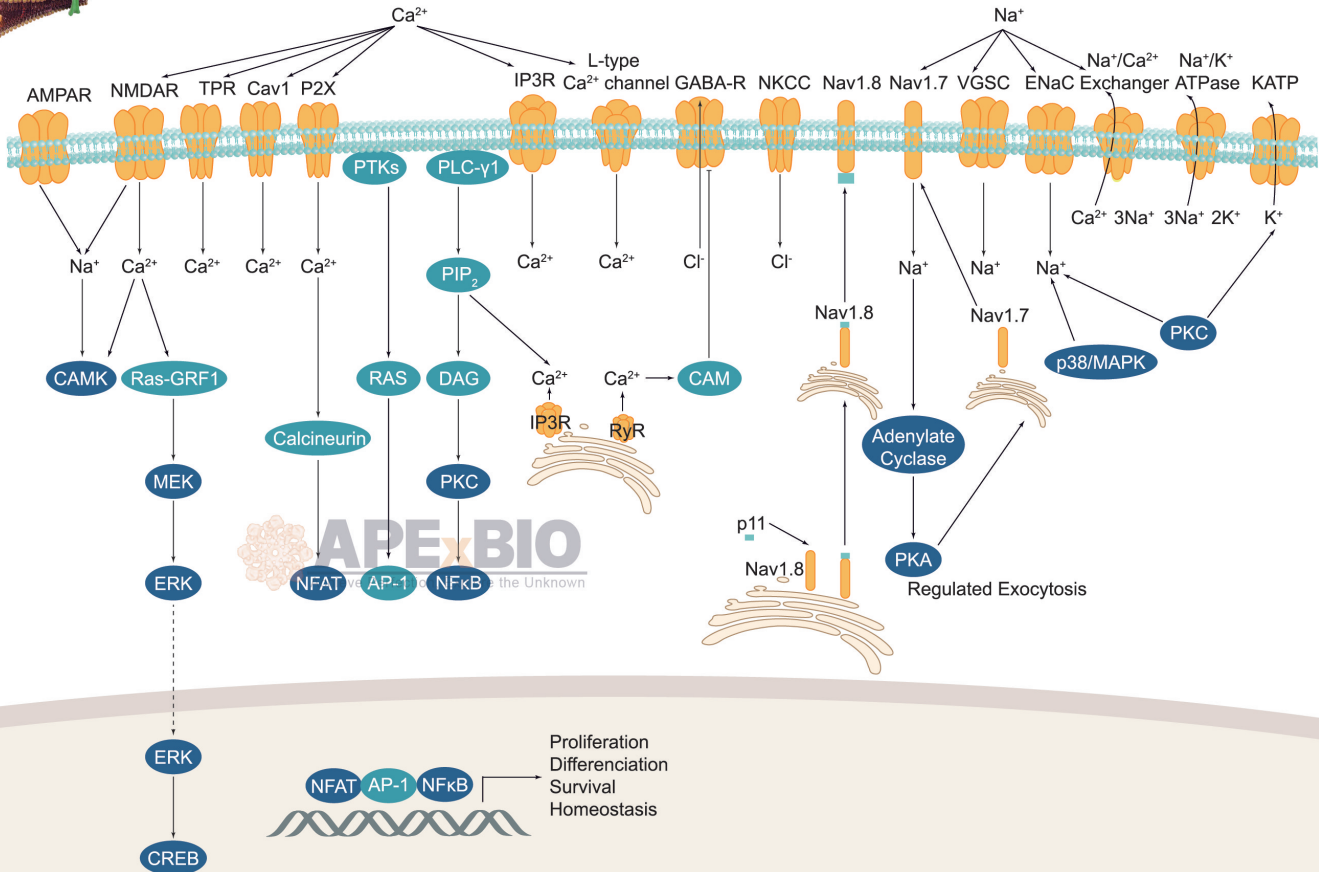 Ca²⁺
Na⁺
AMPAR
NMDAR
TPR
Cav1
P2X
IP3R
L-type
Ca²⁺ channel
GABA-R
NKCC
Nav1.8
Nav1.7
VGSC
ENaC
Na⁺/Ca²⁺
Exchanger
Na⁺/K⁺
ATPase
KATP
PTKs
PLC-γ1
Ca²⁺ 3Na⁺
3Na⁺ 2K⁺
K⁺
Na⁺
Ca²⁺
Ca²⁺
Ca²⁺
Ca²⁺
PIP₂
Ca²⁺
Ca²⁺
Cl⁻
Cl⁻
Na⁺
Na⁺
Na⁺
Nav1.8
Nav1.7
PKC
p38/MAPK
CAMK
Ras-GRF1
RAS
DAG
Ca²⁺
Ca²⁺
CAM
IP3R
RyR
Calcineurin
Adenylate
Cyclase
MEK
PKC
APExBIO
p11
Nav1.8
PKA
Regulated Exocytosis
ERK
NFAT
AP-1
NFκB
the Unknown
ERK
NFAT
AP-1
NFκB
Proliferation
Differenciation
Survival
Homeostasis
CREB